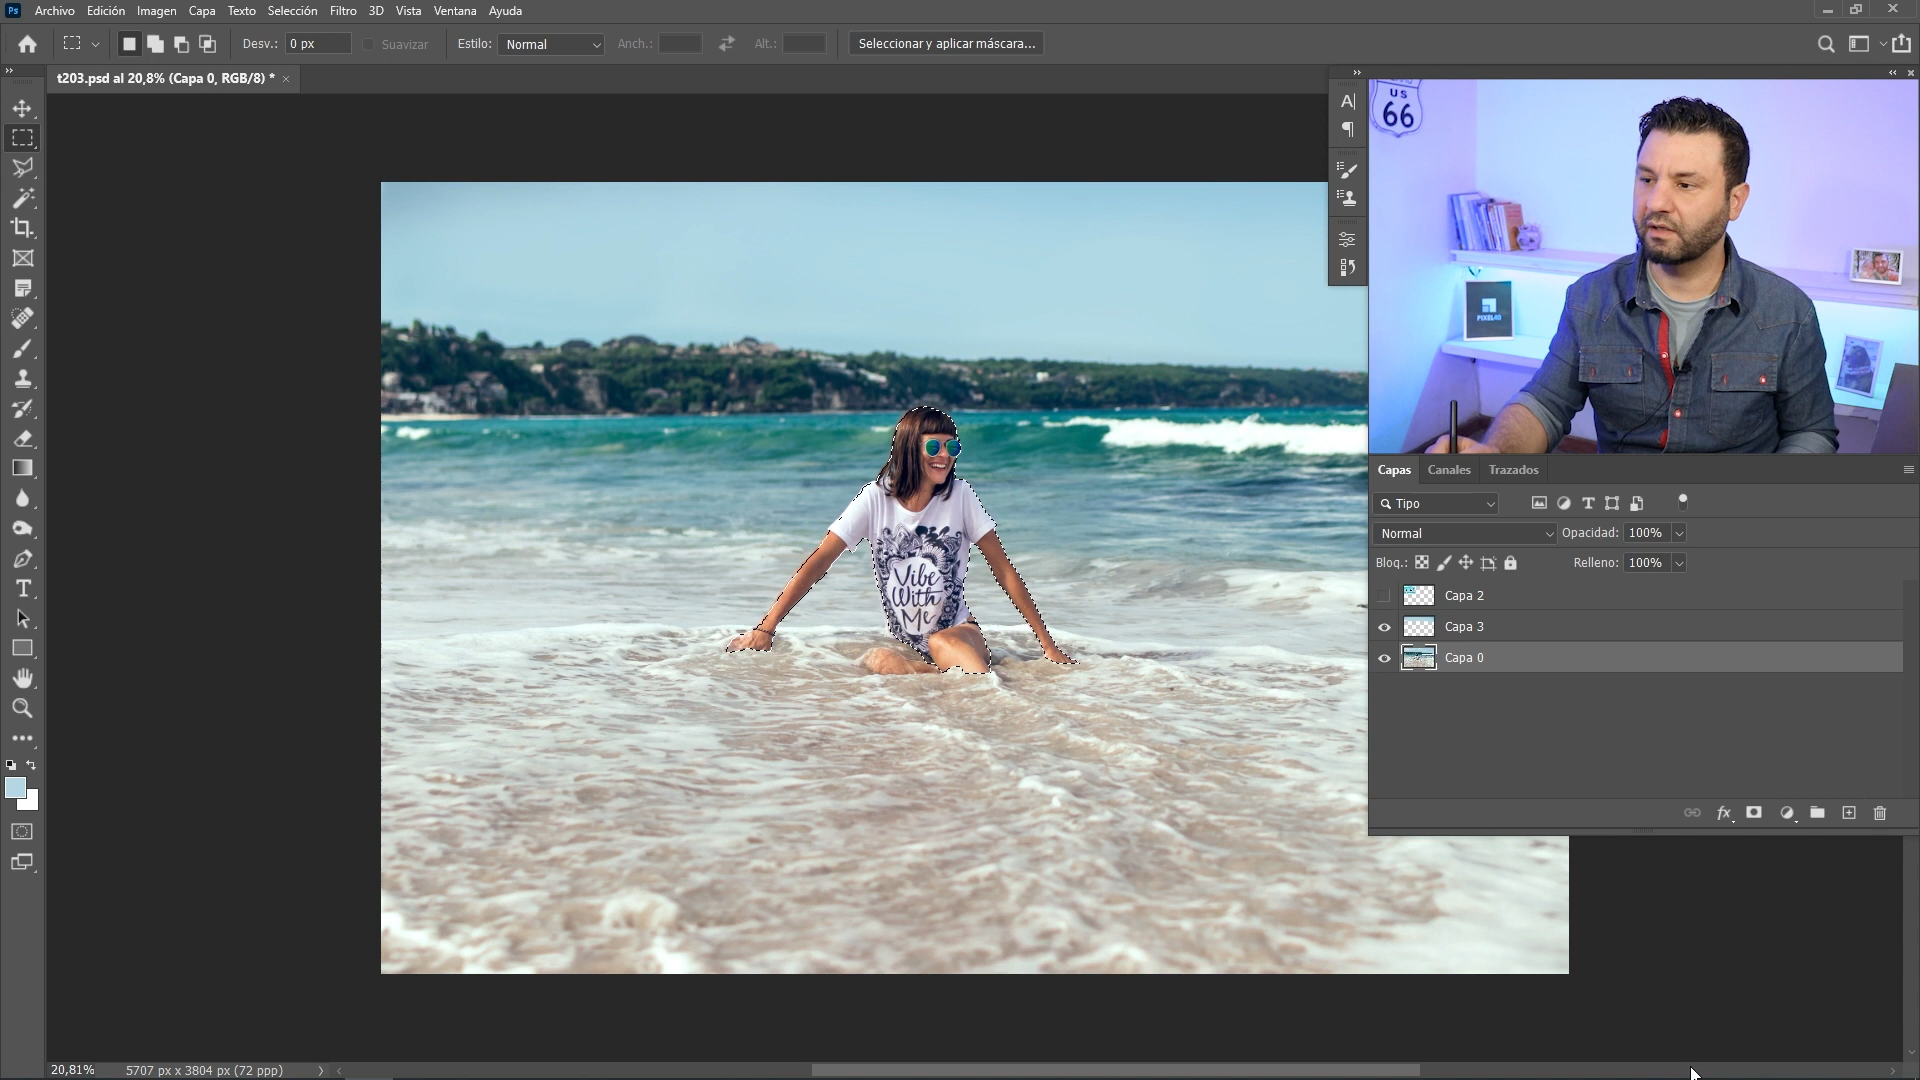 Ps Archivo Edición Imagen Capa Texto Selección Filtro 3D Vista Ventana Ayuda
Desv.: 0 px Suavizar Estilo: Normal Anch.: Alt.: Seleccionar y aplicar máscara...
t203.psd al 20,8% (Capa 0, RGB/8) * ×
US
66
PIXEL
Vibe
With
Me
Capas Canales Trazados
Tipo
Normal Opacidad: 100%
Bloq.: Relleno: 100%
Capa 2
Capa 3
Capa 0
fx
20,81% 5707 px x 3804 px (72 ppp)